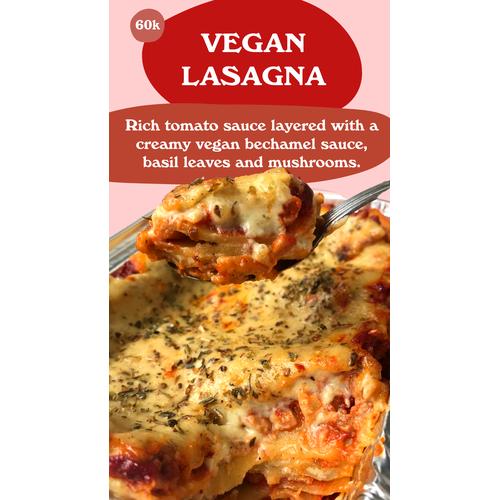 60k
VEGAN
LASAGNA
Rich tomato sauce layered with a
creamy vegan bechamel sauce,
basil leaves and mushrooms.